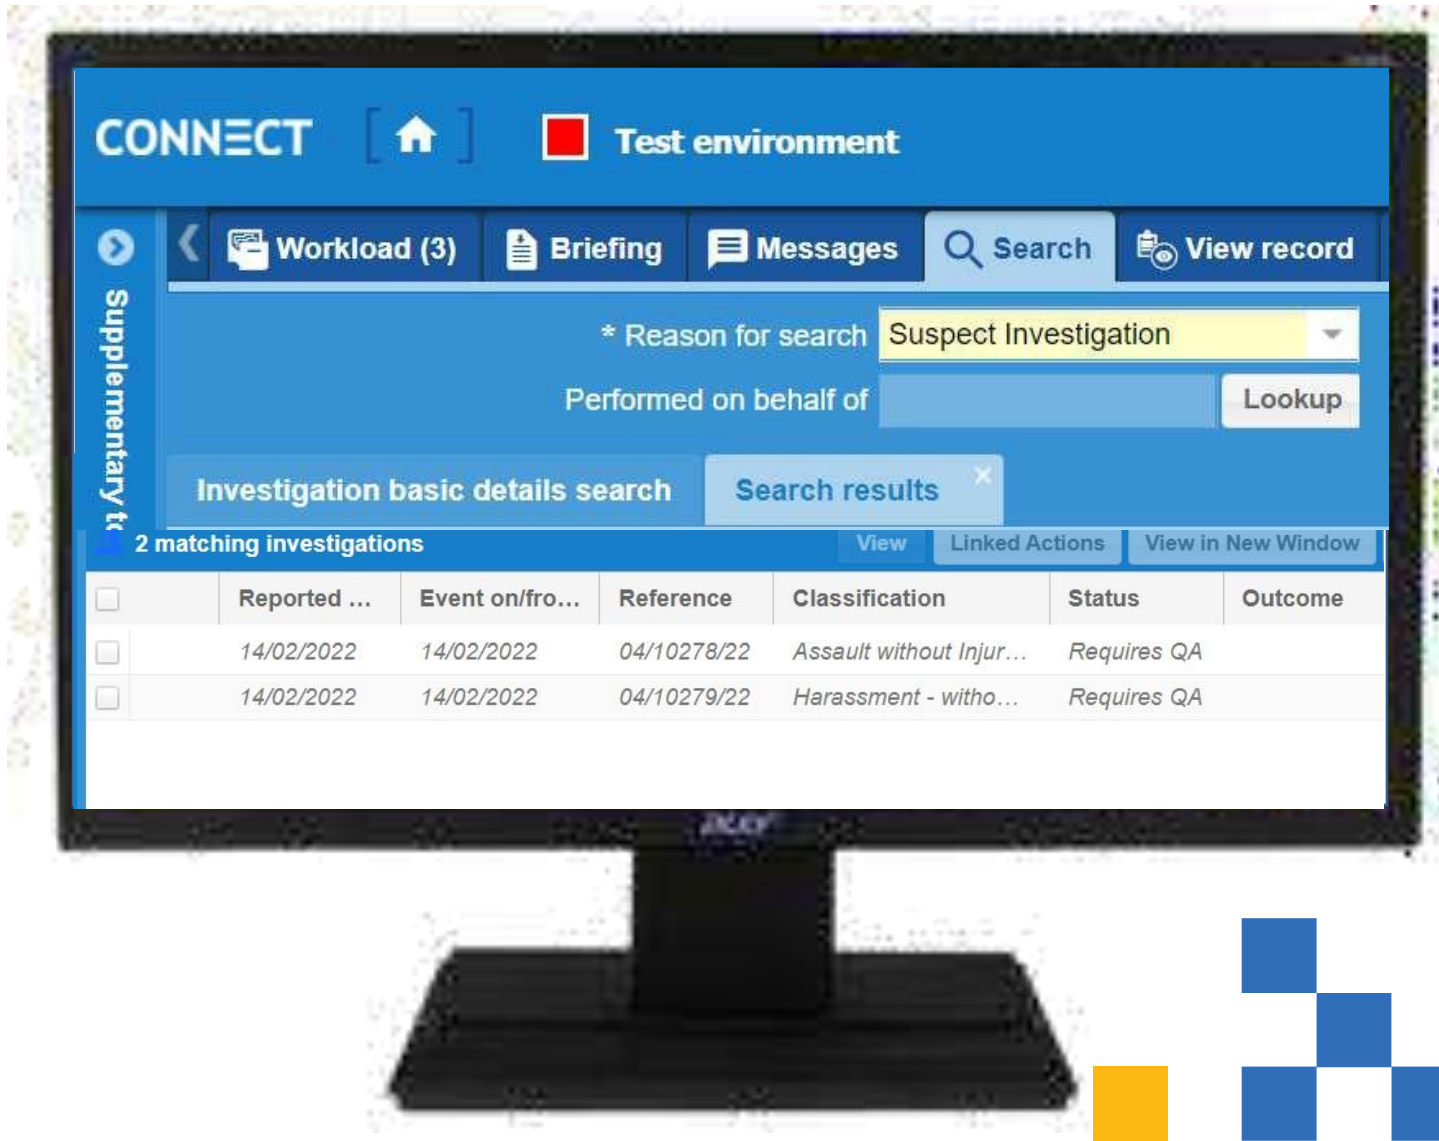 CONNECT Test environment
Workload (3) Briefing Messages Search View record
Supplementary
* Reason for search Suspect Investigation
Performed on behalf of Lookup
Investigation basic details search Search results
2 matching investigations View Linked Actions View in New Window
Reported ... Event on/fro... Reference Classification Status Outcome
14/02/2022 14/02/2022 04/10278/22 Assault without Injur... Requires QA
14/02/2022 14/02/2022 04/10279/22 Harassment - witho... Requires QA
acer